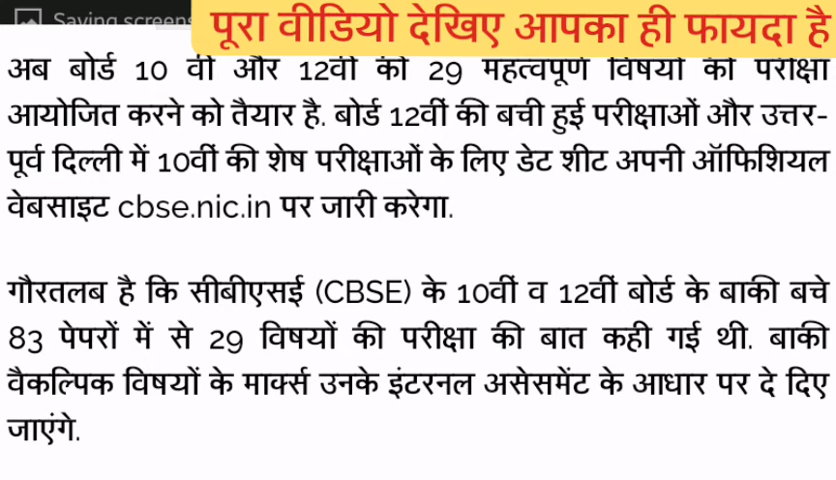 Saving screens
पूरा वीडियो देखिए आपका ही फायदा है
अब बोर्ड 10 वीं और 12वीं की 29 महत्वपूर्ण विषयों की परीक्षा
आयोजित करने को तैयार है. बोर्ड 12वीं की बची हुई परीक्षाओं और उत्तर-
पूर्व दिल्ली में 10वीं की शेष परीक्षाओं के लिए डेट शीट अपनी ऑफिशियल
वेबसाइट cbse.nic.in पर जारी करेगा.
गौरतलब है कि सीबीएसई (CBSE) के 10वीं व 12वीं बोर्ड के बाकी बचे
83 पेपरों में से 29 विषयों की परीक्षा की बात कही गई थी. बाकी
वैकल्पिक विषयों के मार्क्स उनके इंटरनल असेसमेंट के आधार पर दे दिए
जाएंगे.